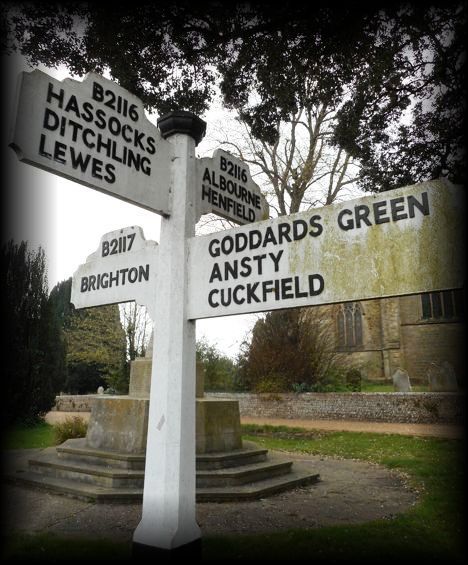 B2116
HASSOCKS
DITCHLING
LEWES
B2116
ALBOURNE
HENFIELD
GODDARDS GREEN
ANSTY
CUCKFIELD
B2117
BRIGHTON